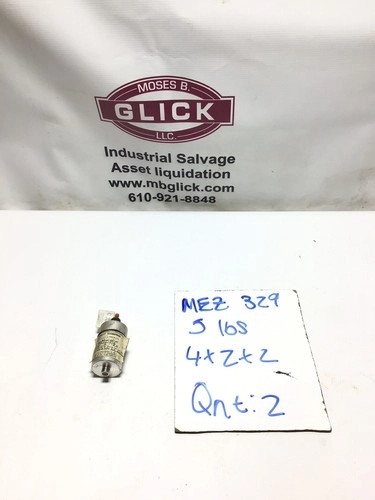 MOSES B.
GLICK
LLC.
Industrial Salvage
Asset liquidation
www.mbglick.com
610-921-8848
MEZ 329
5 lbs
4x2x2
Qnt: 2